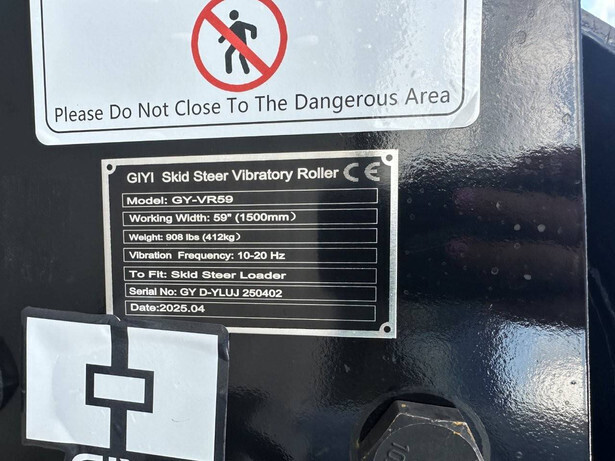 Please Do Not Close To The Dangerous Area
GIYI Skid Steer Vibratory Roller CE
Model: GY-VR59
Working Width: 59" (1500mm)
Weight: 908 lbs (412kg)
Vibration Frequency: 10-20 Hz
To Fit: Skid Steer Loader
Serial No: GY D-YLUJ 250402
Date:2025.04